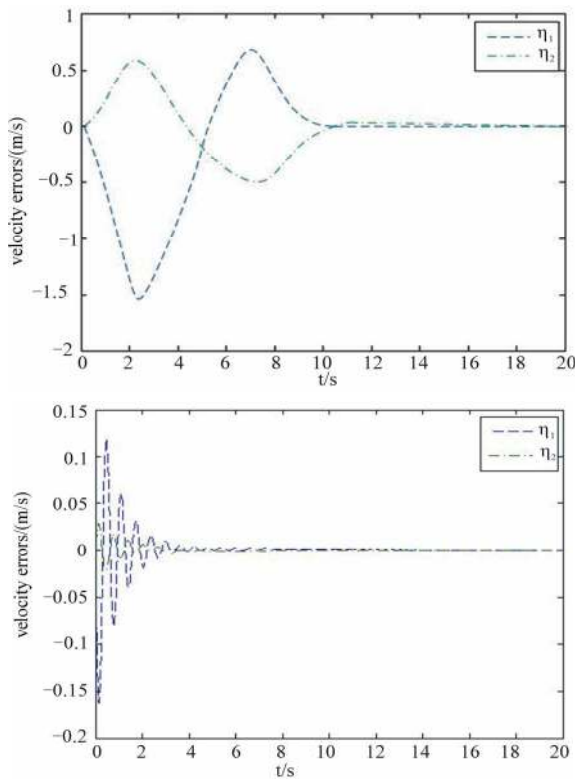 1
0.5
0
−0.5
−1
−1.5
−2
velocity errors/(m/s)
η₁
η₂
0 2 4 6 8 10 12 14 16 18 20
t/s
0.15
0.1
0.05
0
−0.05
−0.1
−0.15
−0.2
velocity errors/(m/s)
η₁
η₂
0 2 4 6 8 10 12 14 16 18 20
t/s